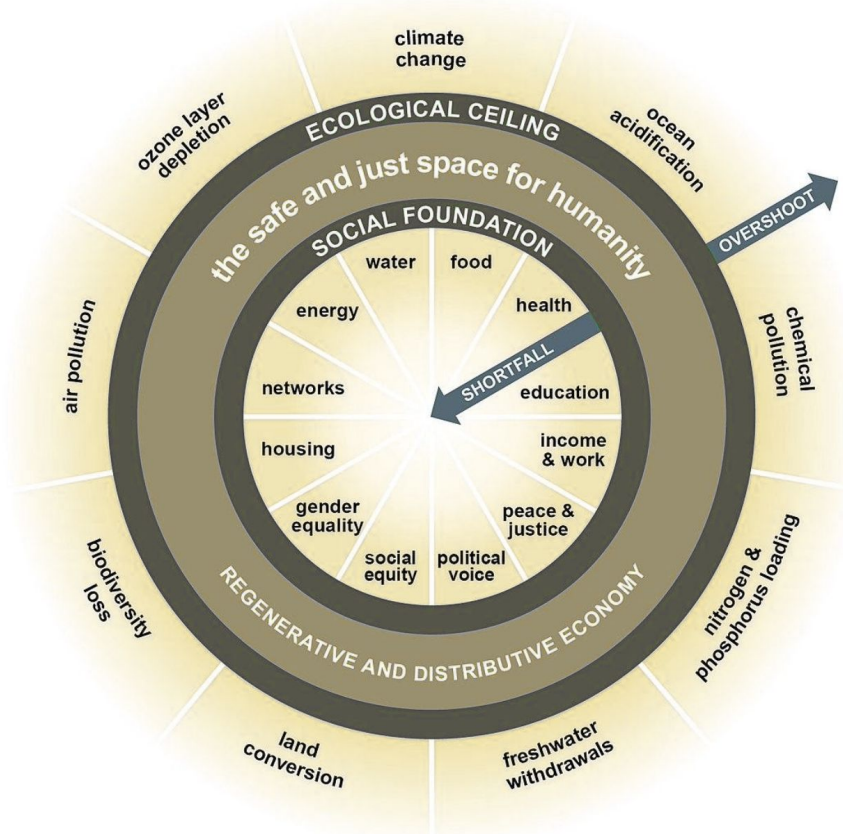 climate
change
ocean
acidification
OVERSHOOT
chemical
pollution
nitrogen &
phosphorus loading
freshwater
withdrawals
land
conversion
biodiversity
loss
air pollution
ozone layer
depletion
ECOLOGICAL CEILING
the safe and just space for humanity
SOCIAL FOUNDATION
water
food
health
SHORTFALL
education
income
& work
peace &
justice
political
voice
social
equity
gender
equality
housing
networks
energy
REGENERATIVE AND DISTRIBUTIVE ECONOMY